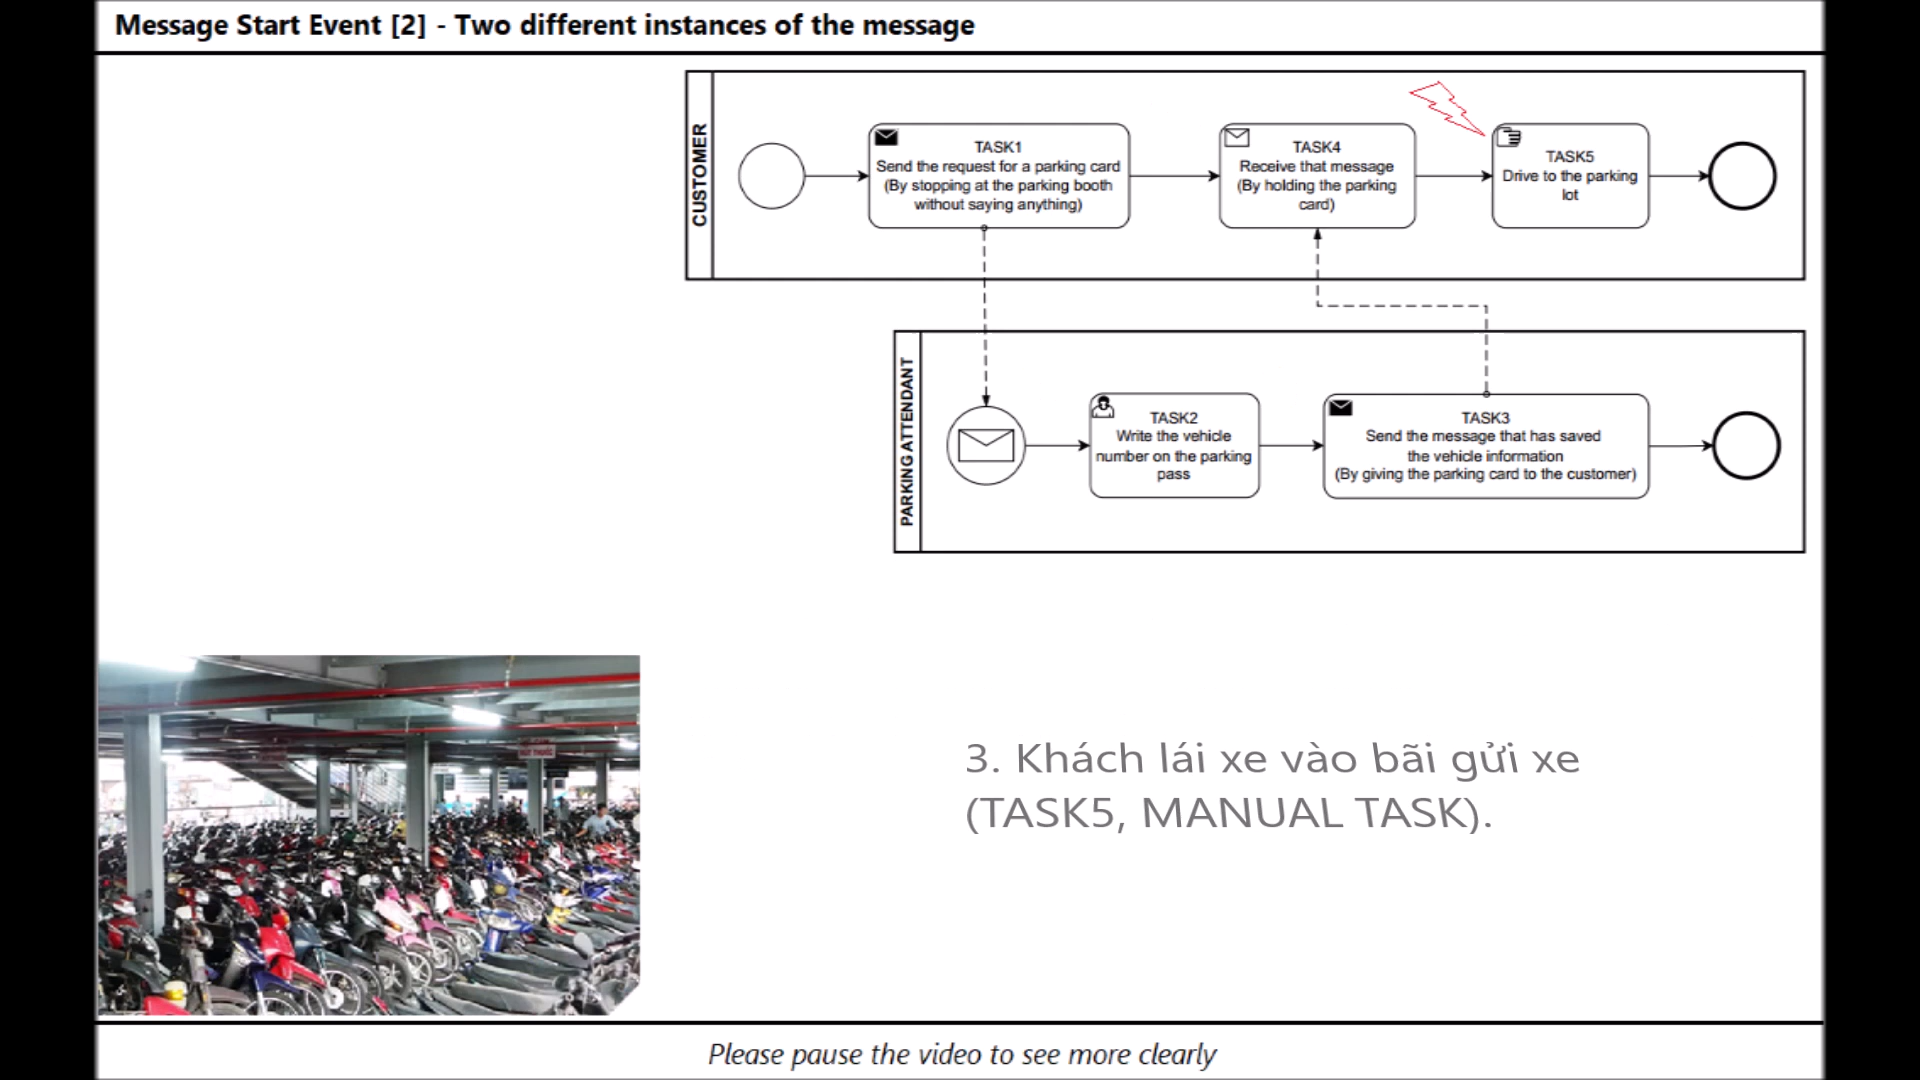 Message Start Event [2] - Two different instances of the message
CUSTOMER
TASK1
Send the request for a parking card
(By stopping at the parking booth
without saying anything)
TASK4
Receive that message
(By holding the parking
card)
TASK5
Drive to the parking
lot
PARKING ATTENDANT
TASK2
Write the vehicle
number on the parking
pass
TASK3
Send the message that has saved
the vehicle information
(By giving the parking card to the customer)
3. Khách lái xe vào bãi gửi xe
(TASK5, MANUAL TASK).
Please pause the video to see more clearly